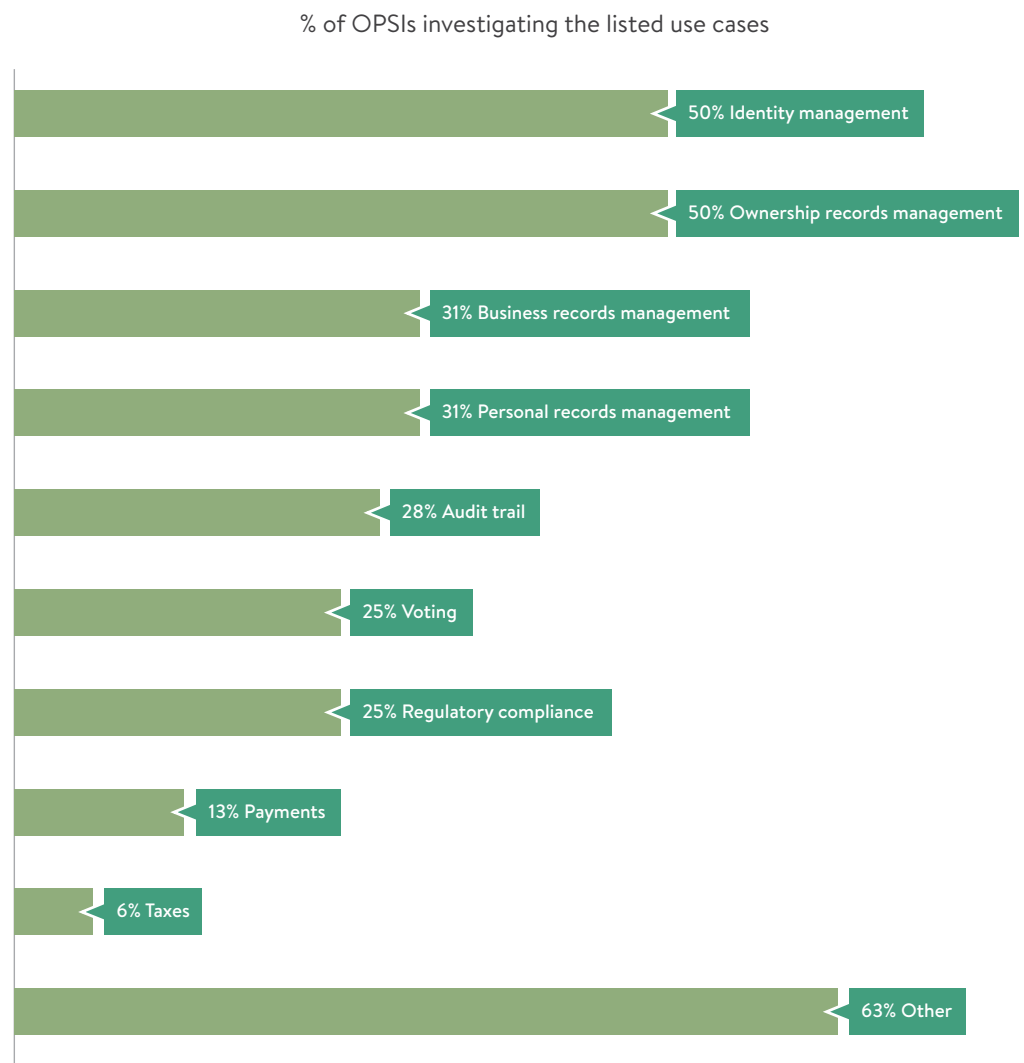 % of OPSIs investigating the listed use cases
50% Identity management
50% Ownership records management
31% Business records management
31% Personal records management
28% Audit trail
25% Voting
25% Regulatory compliance
13% Payments
6% Taxes
63% Other